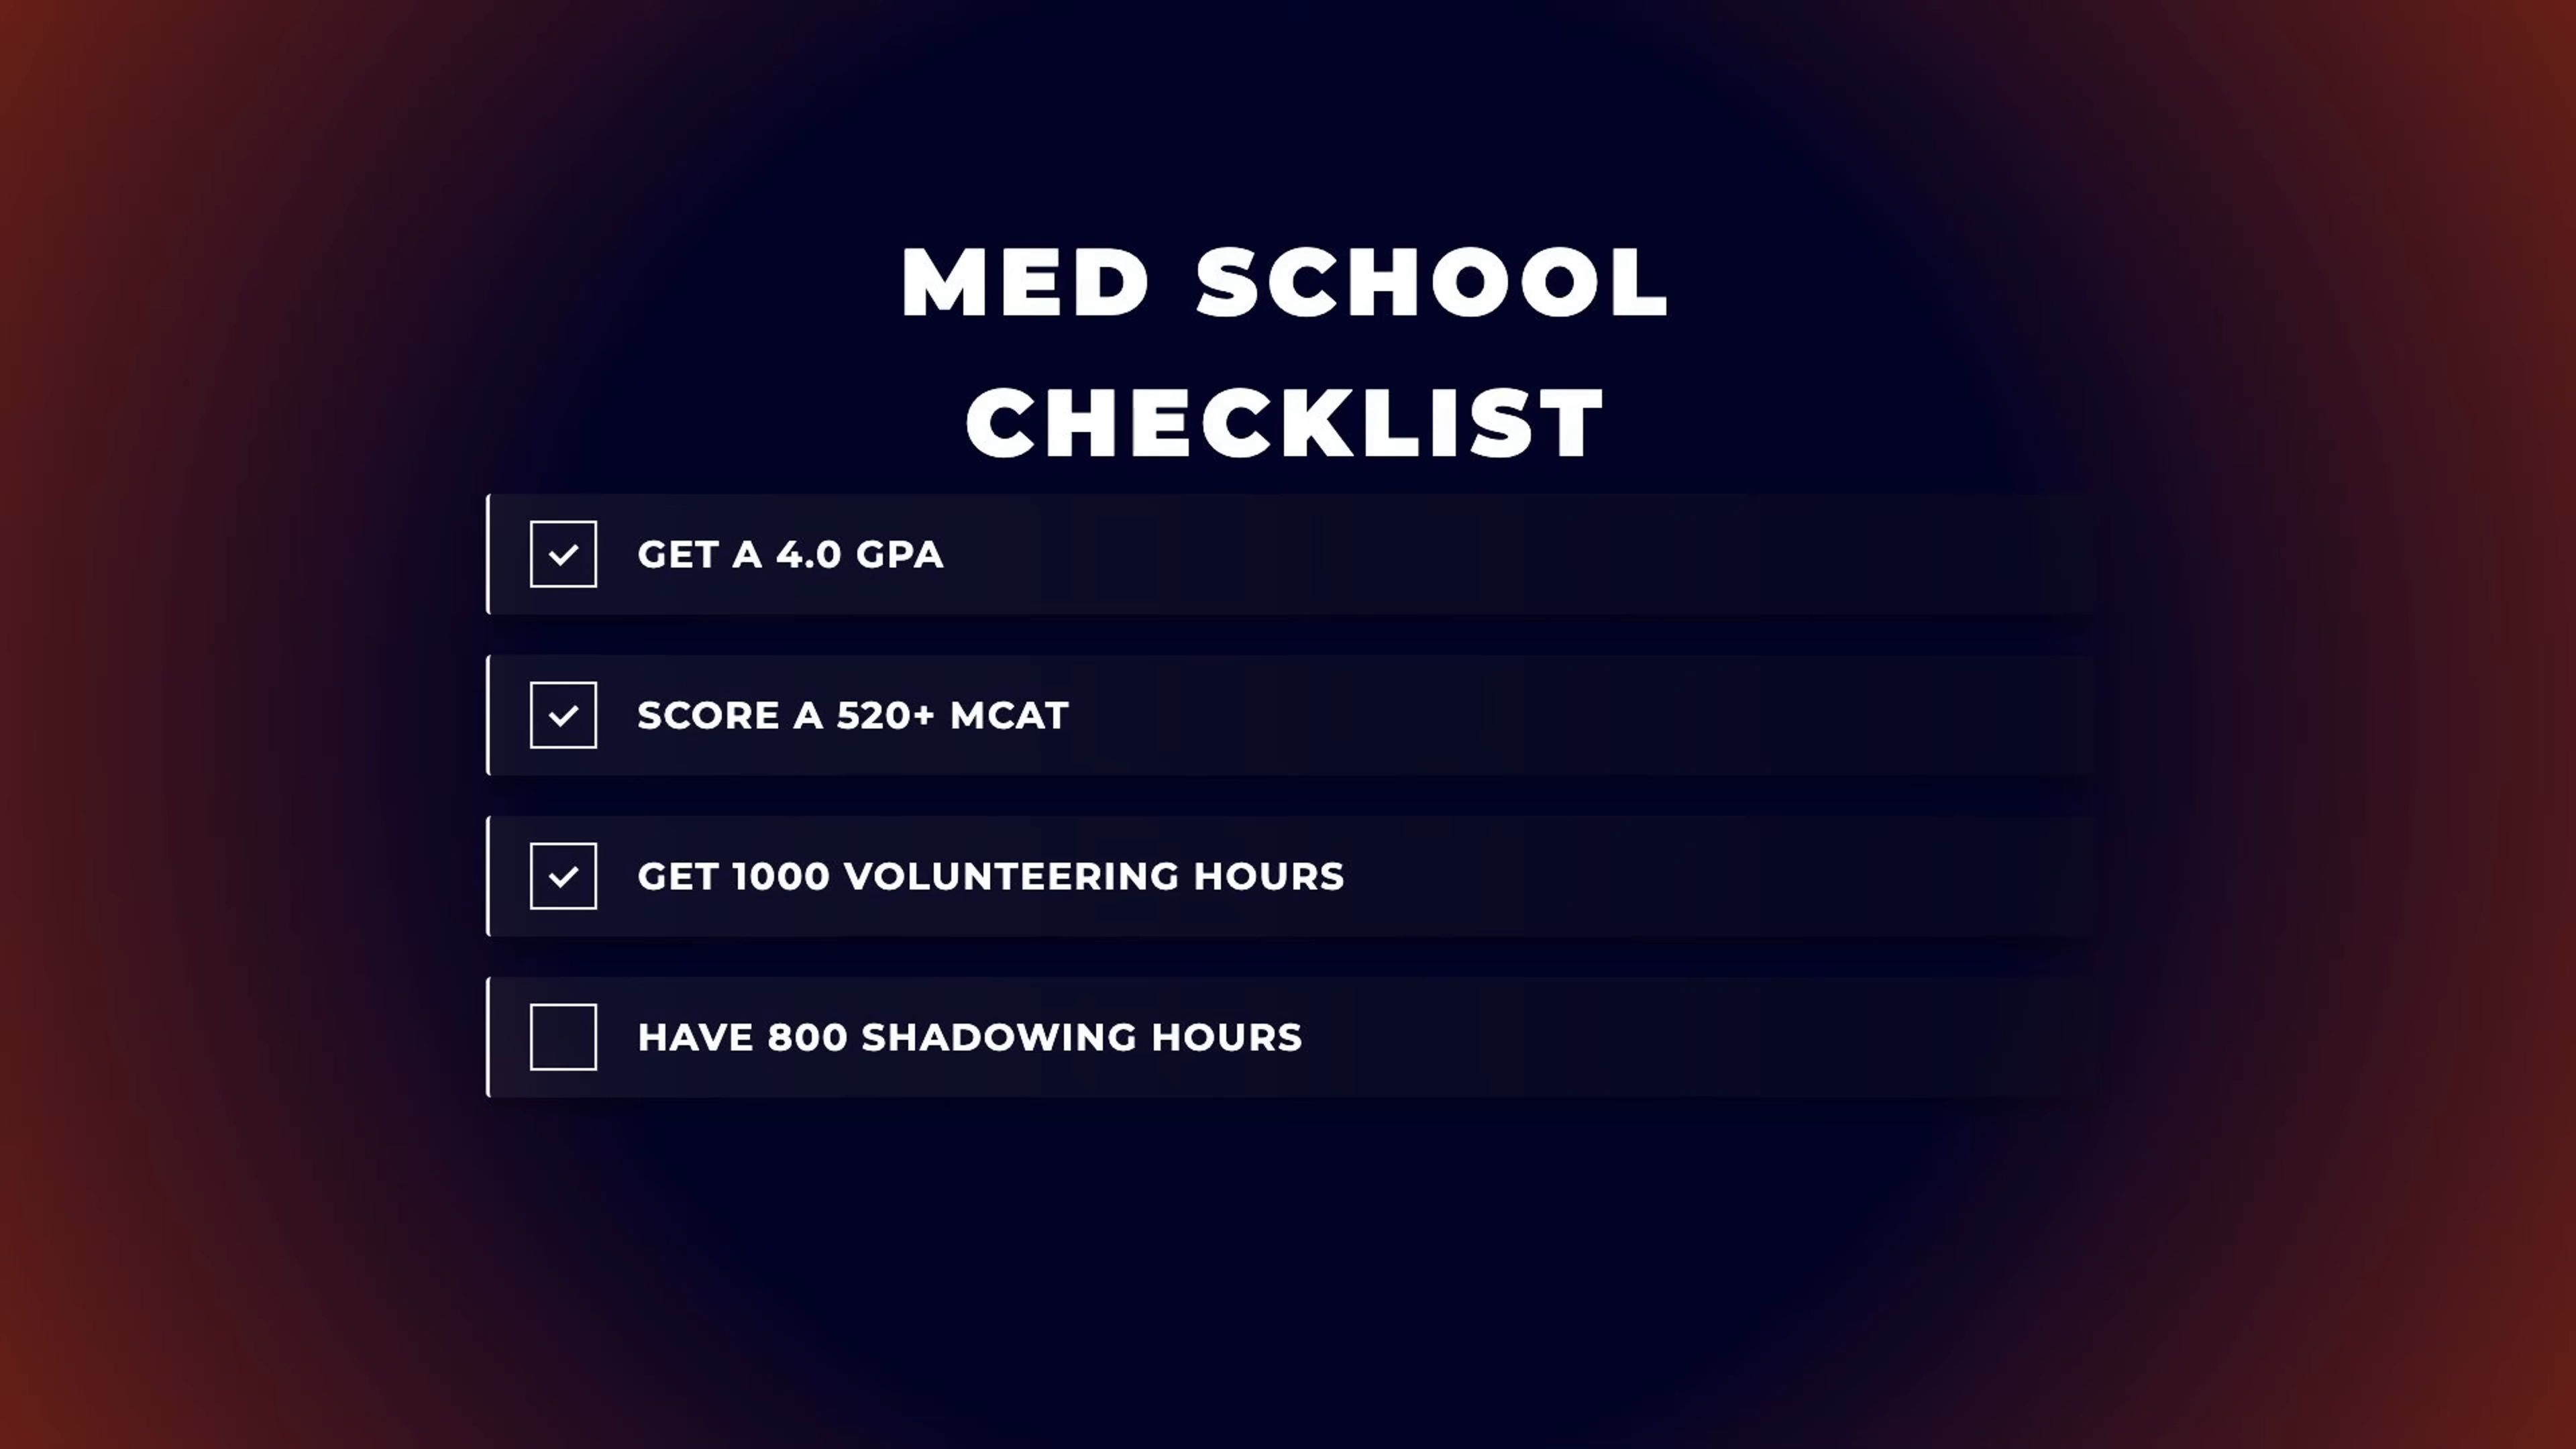 MED SCHOOL
CHECKLIST
GET A 4.0 GPA
SCORE A 520+ MCAT
GET 1000 VOLUNTEERING HOURS
HAVE 800 SHADOWING HOURS